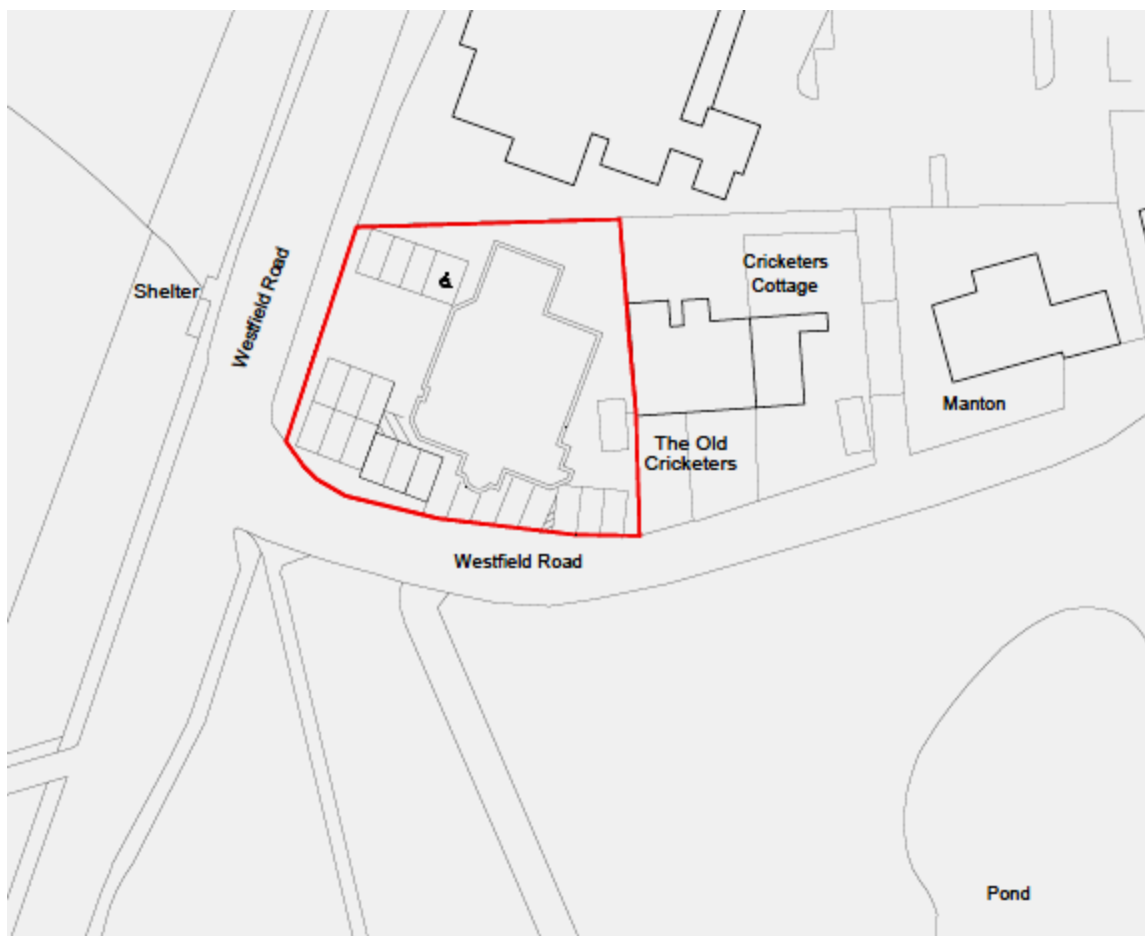 Cricketers
Cottage
Shelter
Westfield Road
Manton
The Old
Cricketers
Westfield Road
Pond